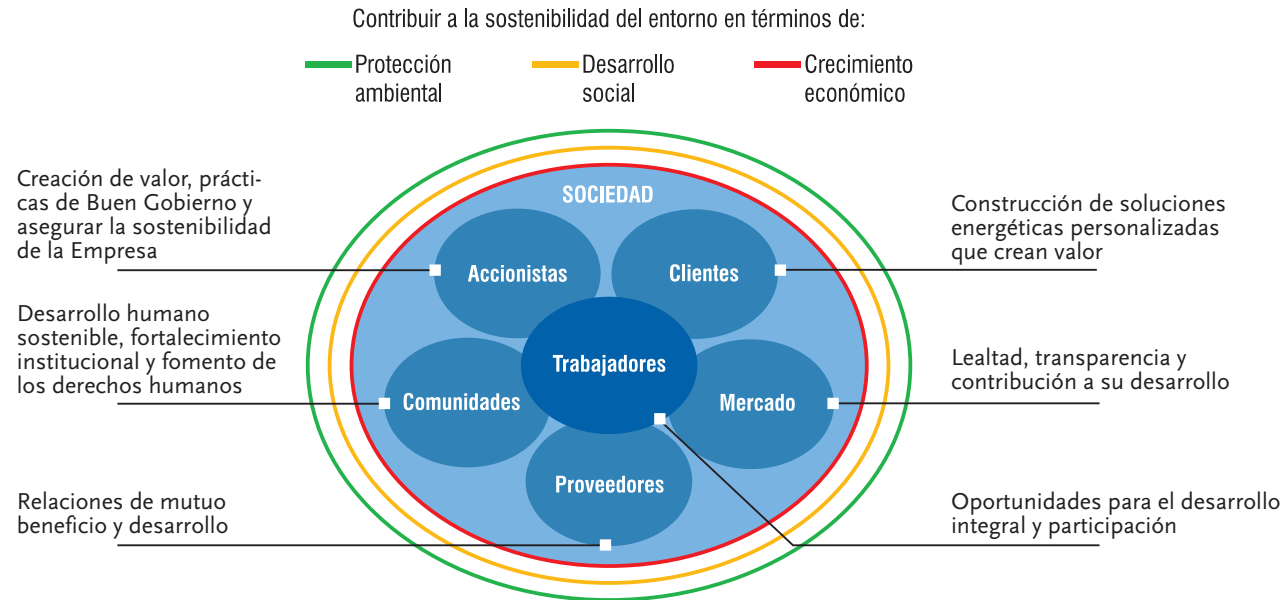 Contribuir a la sostenibilidad del entorno en términos de:
Protección
ambiental
Desarrollo
social
Crecimiento
económico
Creación de valor, prácti-
cas de Buen Gobierno y
asegurar la sostenibilidad
de la Empresa
Desarrollo humano
sostenible, fortalecimiento
institucional y fomento de
los derechos humanos
Relaciones de mutuo
beneficio y desarrollo
SOCIEDAD
Accionistas
Clientes
Trabajadores
Comunidades
Mercado
Proveedores
Construcción de soluciones
energéticas personalizadas
que crean valor
Lealtad, transparencia y
contribución a su desarrollo
Oportunidades para el desarrollo
integral y participación